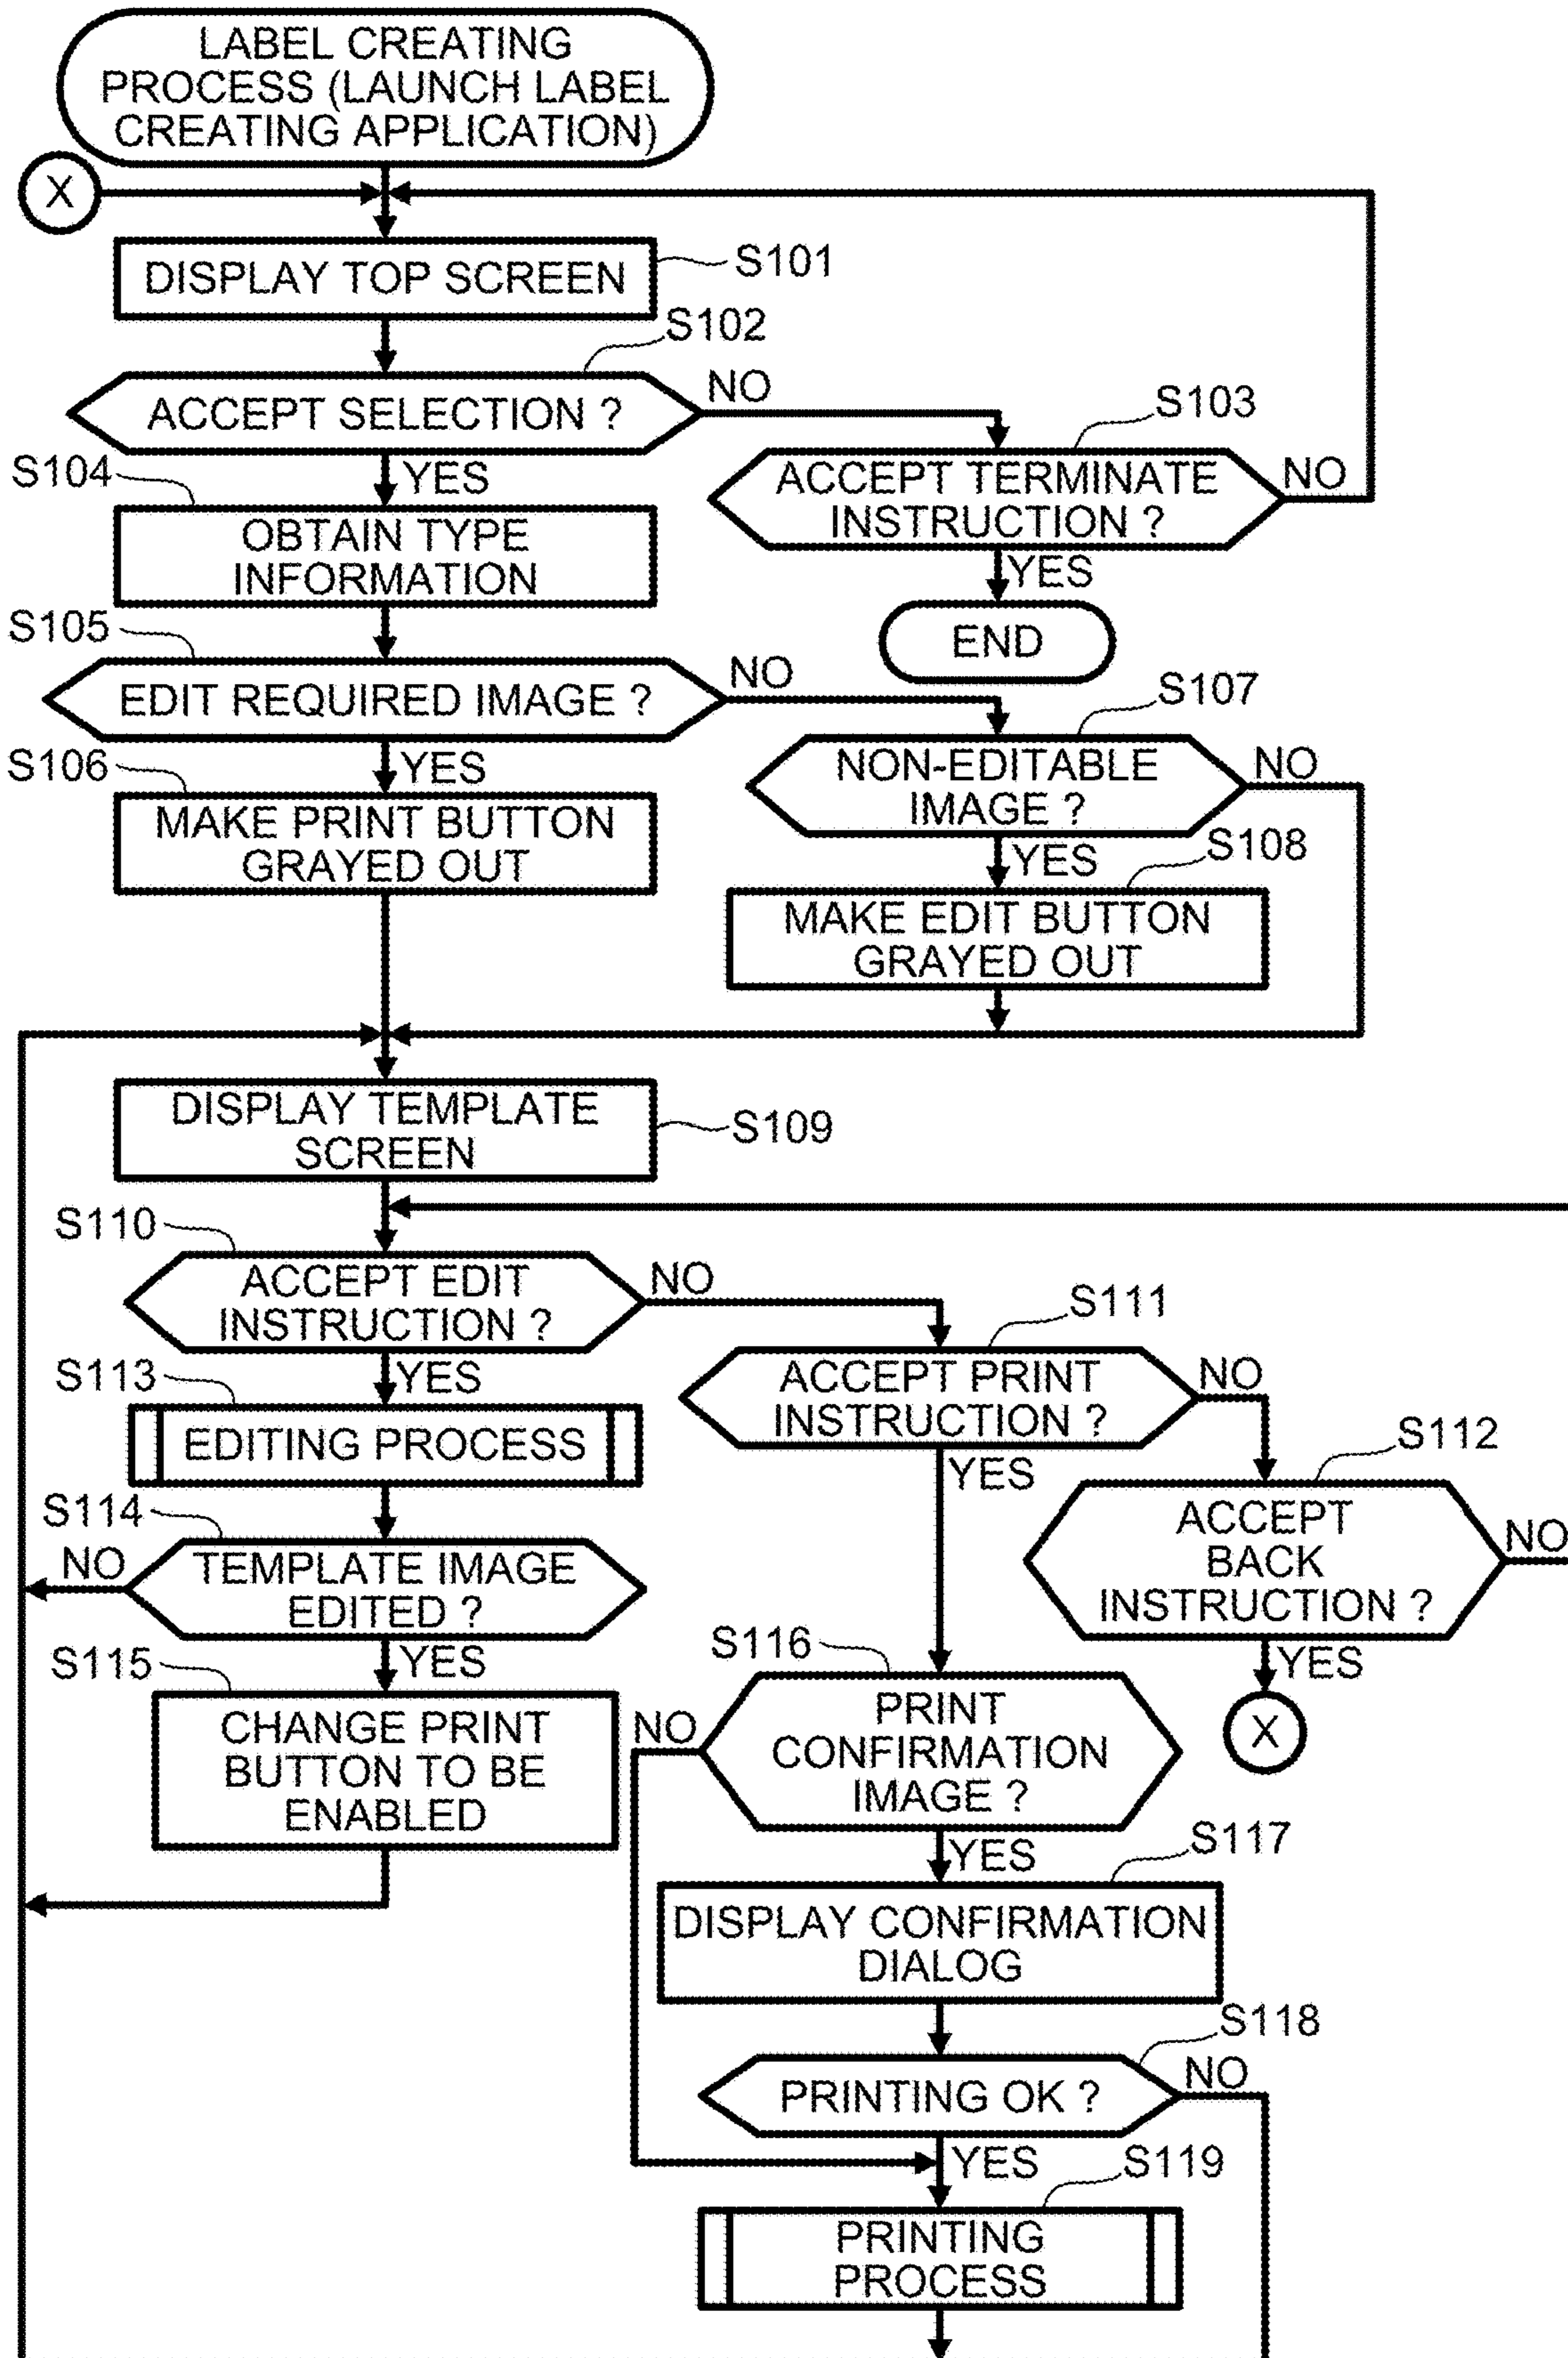 LABEL CREATING
PROCESS (LAUNCH LABEL
CREATING APPLICATION)
X
DISPLAY TOP SCREEN
S101
S102
ACCEPT SELECTION ?
NO
S103
ACCEPT TERMINATE
INSTRUCTION ?
NO
YES
END
S104
YES
OBTAIN TYPE
INFORMATION
S105
EDIT REQUIRED IMAGE ?
NO
S107
NON-EDITABLE
IMAGE ?
NO
YES
S108
MAKE EDIT BUTTON
GRAYED OUT
S106
YES
MAKE PRINT BUTTON
GRAYED OUT
DISPLAY TEMPLATE
SCREEN
S109
S110
ACCEPT EDIT
INSTRUCTION ?
NO
S111
ACCEPT PRINT
INSTRUCTION ?
NO
S112
ACCEPT
BACK
INSTRUCTION ?
NO
YES
X
S113
YES
EDITING PROCESS
S114
NO
TEMPLATE IMAGE
EDITED ?
S115
YES
CHANGE PRINT
BUTTON TO BE
ENABLED
YES
S116
NO
PRINT
CONFIRMATION
IMAGE ?
YES
S117
DISPLAY CONFIRMATION
DIALOG
S118
PRINTING OK ?
NO
YES
S119
PRINTING
PROCESS